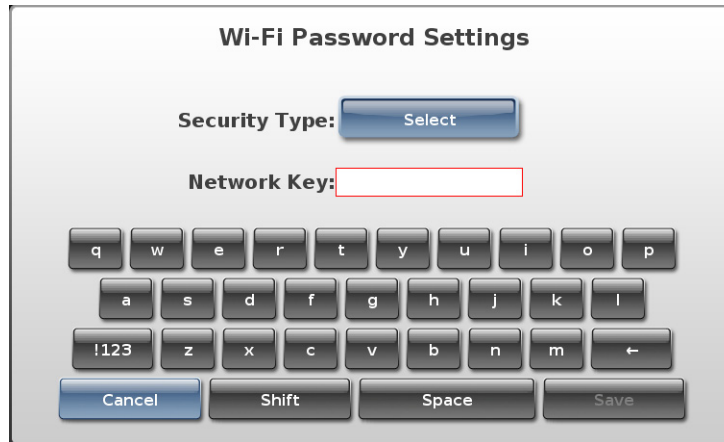 Wi-Fi Password Settings
Security Type: Select
Network Key:
q w e r t y u i o p
a s d f g h j k l
!123 z x c v b n m ←
Cancel Shift Space Save